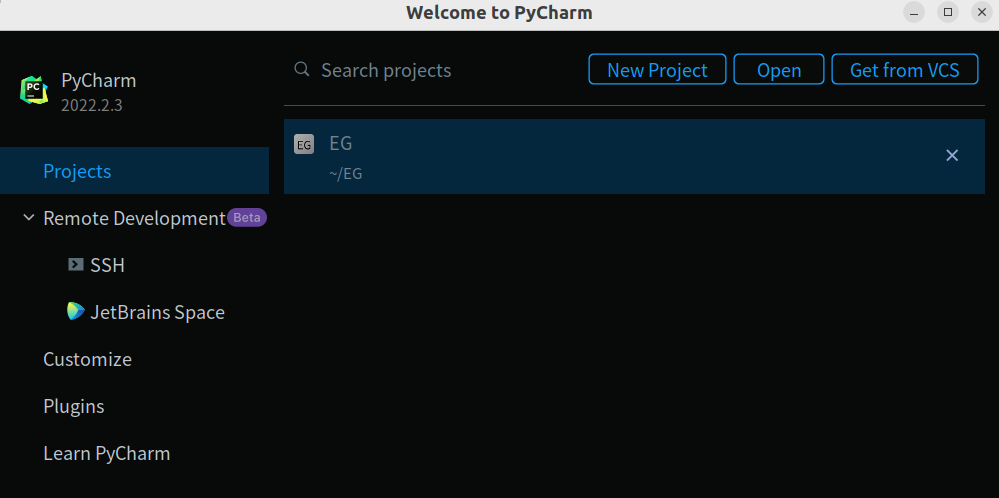 Welcome to PyCharm
PC
PyCharm
2022.2.3
Search projects
New Project
Open
Get from VCS
Projects
Remote Development Beta
SSH
JetBrains Space
Customize
Plugins
Learn PyCharm
EG
EG
~/EG